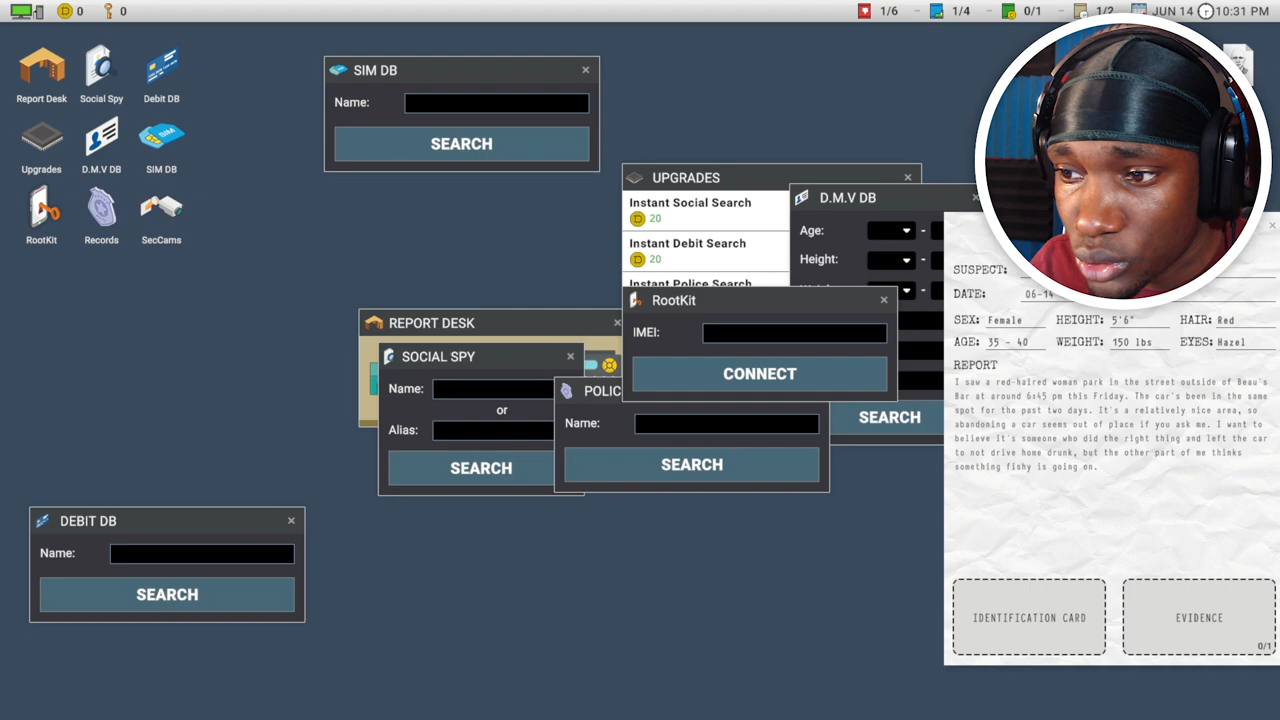 0
0
1/6
1/4
0/1
1/2
JUN 14
10:31 PM
Report Desk
Social Spy
Debit DB
Upgrades
D.M.V DB
SIM DB
RootKit
Records
SecCams
SIM DB
Name:
SEARCH
UPGRADES
Instant Social Search
20
Instant Debit Search
20
Instant Police Search
D.M.V DB
Age:
-
Height:
-
SEARCH
RootKit
IMEI:
CONNECT
REPORT DESK
SOCIAL SPY
Name:
or
Alias:
SEARCH
POLIC
Name:
SEARCH
DEBIT DB
Name:
SEARCH
SUSPECT:
DATE: 06-14
SEX: Female HEIGHT: 5'6" HAIR: Red
AGE: 35 - 40 WEIGHT: 150 lbs EYES: Hazel
REPORT
I saw a red-haired woman park in the street outside of Beau's
Bar at around 6:45 pm this Friday. The car's been in the same
spot for the past two days. It's a relatively nice area, so
abandoning a car seems out of place if you ask me. I want to
believe it's someone who did the right thing and left the car
to not drive home drunk, but the other part of me thinks
something fishy is going on.
IDENTIFICATION CARD
EVIDENCE
0/1